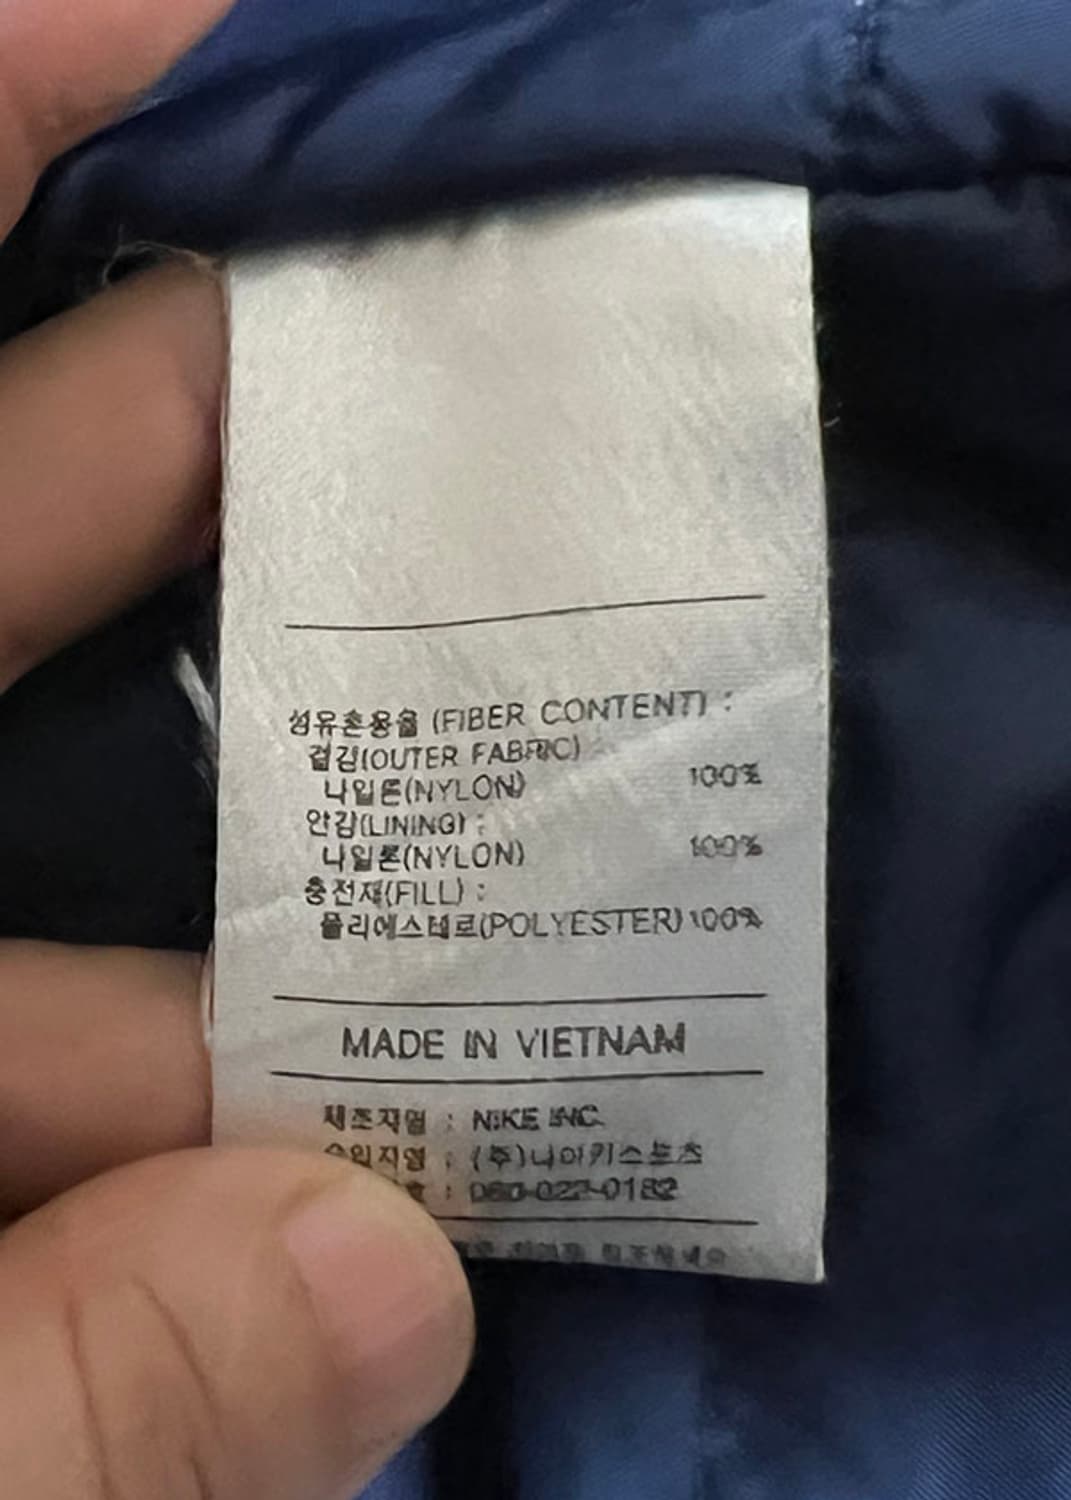 섬유혼용율 (FIBER CONTENT) :
겉감(OUTER FABRIC)
나일론(NYLON) 100%
안감(LINING) :
나일론(NYLON) 100%
충전재(FILL) :
폴리에스테로(POLYESTER) 100%
MADE IN VIETNAM
제조자명 : NIKE INC.
수입자명 : (주)나이키스포츠
: 080-022-0182